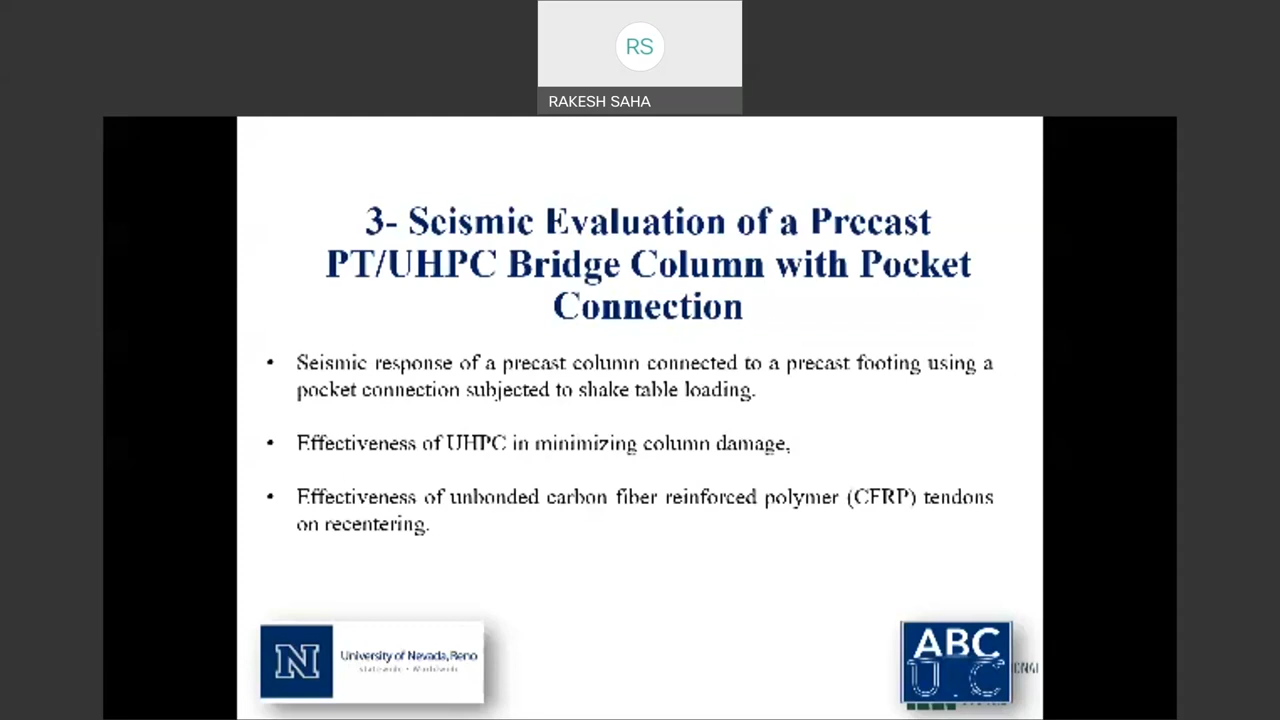 RS
RAKESH SAHA
3- Seismic Evaluation of a Precast
PT/UHPC Bridge Column with Pocket
Connection
• Seismic response of a precast column connected to a precast footing using a
pocket connection subjected to shake table loading.
• Effectiveness of UHPC in minimizing column damage,
• Effectiveness of unbonded carbon fiber reinforced polymer (CFRP) tendons
on recentering.
N
University of Nevada, Reno
Statewide • Worldwide
ABC